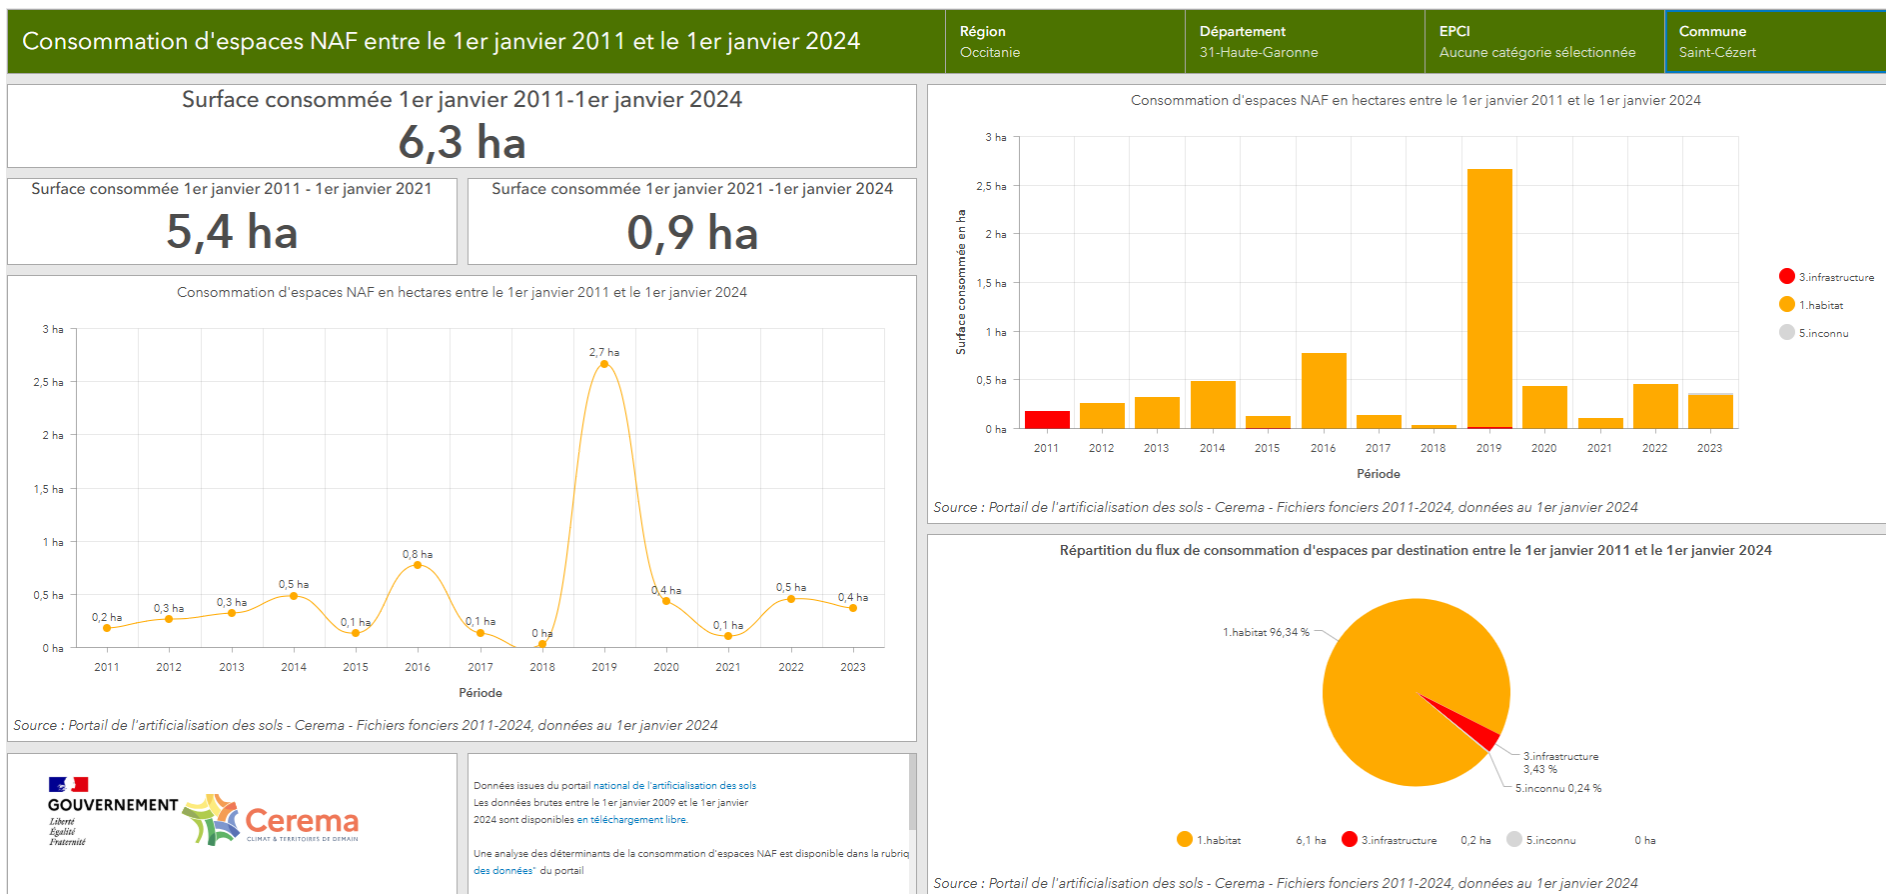 Consommation d'espaces NAF entre le 1er janvier 2011 et le 1er janvier 2024
Région
Occitanie
Département
31-Haute-Garonne
EPCI
Aucune catégorie sélectionnée
Commune
Saint-Cézert
Surface consommée 1er janvier 2011-1er janvier 2024
6,3 ha
Surface consommée 1er janvier 2011 - 1er janvier 2021
5,4 ha
Surface consommée 1er janvier 2021 -1er janvier 2024
0,9 ha
Consommation d'espaces NAF en hectares entre le 1er janvier 2011 et le 1er janvier 2024
3 ha
2,5 ha
2 ha
1,5 ha
1 ha
0,5 ha
0 ha
0,2 ha
0,3 ha
0,3 ha
0,5 ha
0,1 ha
0,8 ha
0,1 ha
0 ha
2,7 ha
0,4 ha
0,1 ha
0,5 ha
0,4 ha
2011 2012 2013 2014 2015 2016 2017 2018 2019 2020 2021 2022 2023
Période
Source : Portail de l'artificialisation des sols - Cerema - Fichiers fonciers 2011-2024, données au 1er janvier 2024
GOUVERNEMENT
Liberté
Égalité
Fraternité
Cerema
CLIMAT & TERRITOIRES DE DEMAIN
Données issues du portail national de l'artificialisation des sols
Les données brutes entre le 1er janvier 2009 et le 1er janvier
2024 sont disponibles en téléchargement libre.
Une analyse des déterminants de la consommation d'espaces NAF est disponible dans la rubriq
des données" du portail
Consommation d'espaces NAF en hectares entre le 1er janvier 2011 et le 1er janvier 2024
Surface consommée en ha
3 ha
2,5 ha
2 ha
1,5 ha
1 ha
0,5 ha
0 ha
2011 2012 2013 2014 2015 2016 2017 2018 2019 2020 2021 2022 2023
Période
3.infrastructure
1.habitat
5.inconnu
Source : Portail de l'artificialisation des sols - Cerema - Fichiers fonciers 2011-2024, données au 1er janvier 2024
Répartition du flux de consommation d'espaces par destination entre le 1er janvier 2011 et le 1er janvier 2024
1.habitat 96,34 %
3.infrastructure
3,43 %
5.inconnu 0,24 %
1.habitat 6,1 ha 3.infrastructure 0,2 ha 5.inconnu 0 ha
Source : Portail de l'artificialisation des sols - Cerema - Fichiers fonciers 2011-2024, données au 1er janvier 2024